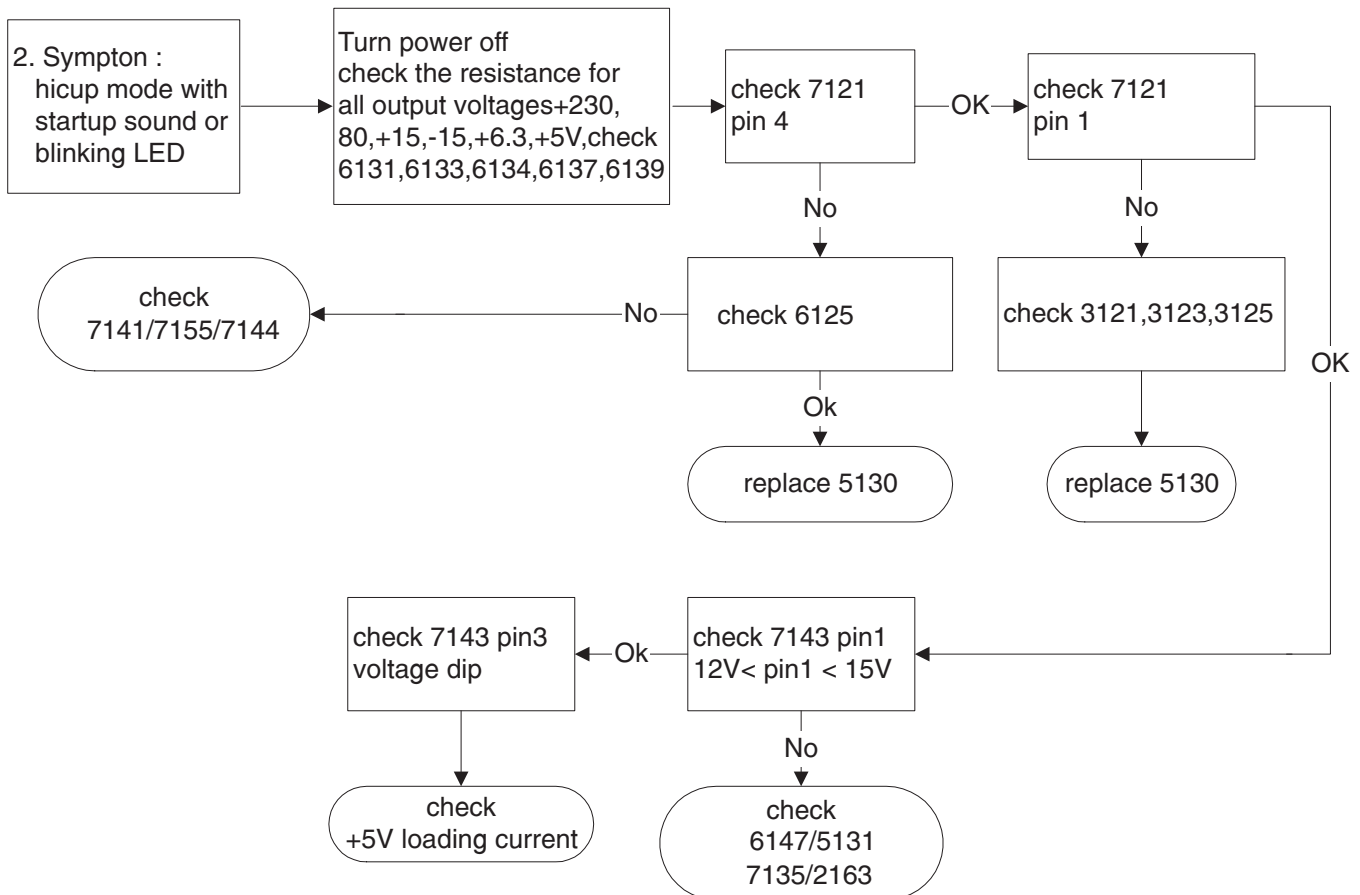 2. Sympton :
hicup mode with
startup sound or
blinking LED
Turn power off
check the resistance for
all output voltages+230,
80,+15,-15,+6.3,+5V,check
6131,6133,6134,6137,6139
check 7121
pin 4
OK
check 7121
pin 1
No
No
OK
check
7141/7155/7144
No
check 6125
check 3121,3123,3125
Ok
replace 5130
replace 5130
check 7143 pin3
voltage dip
Ok
check 7143 pin1
12V< pin1 < 15V
No
check
+5V loading current
check
6147/5131
7135/2163